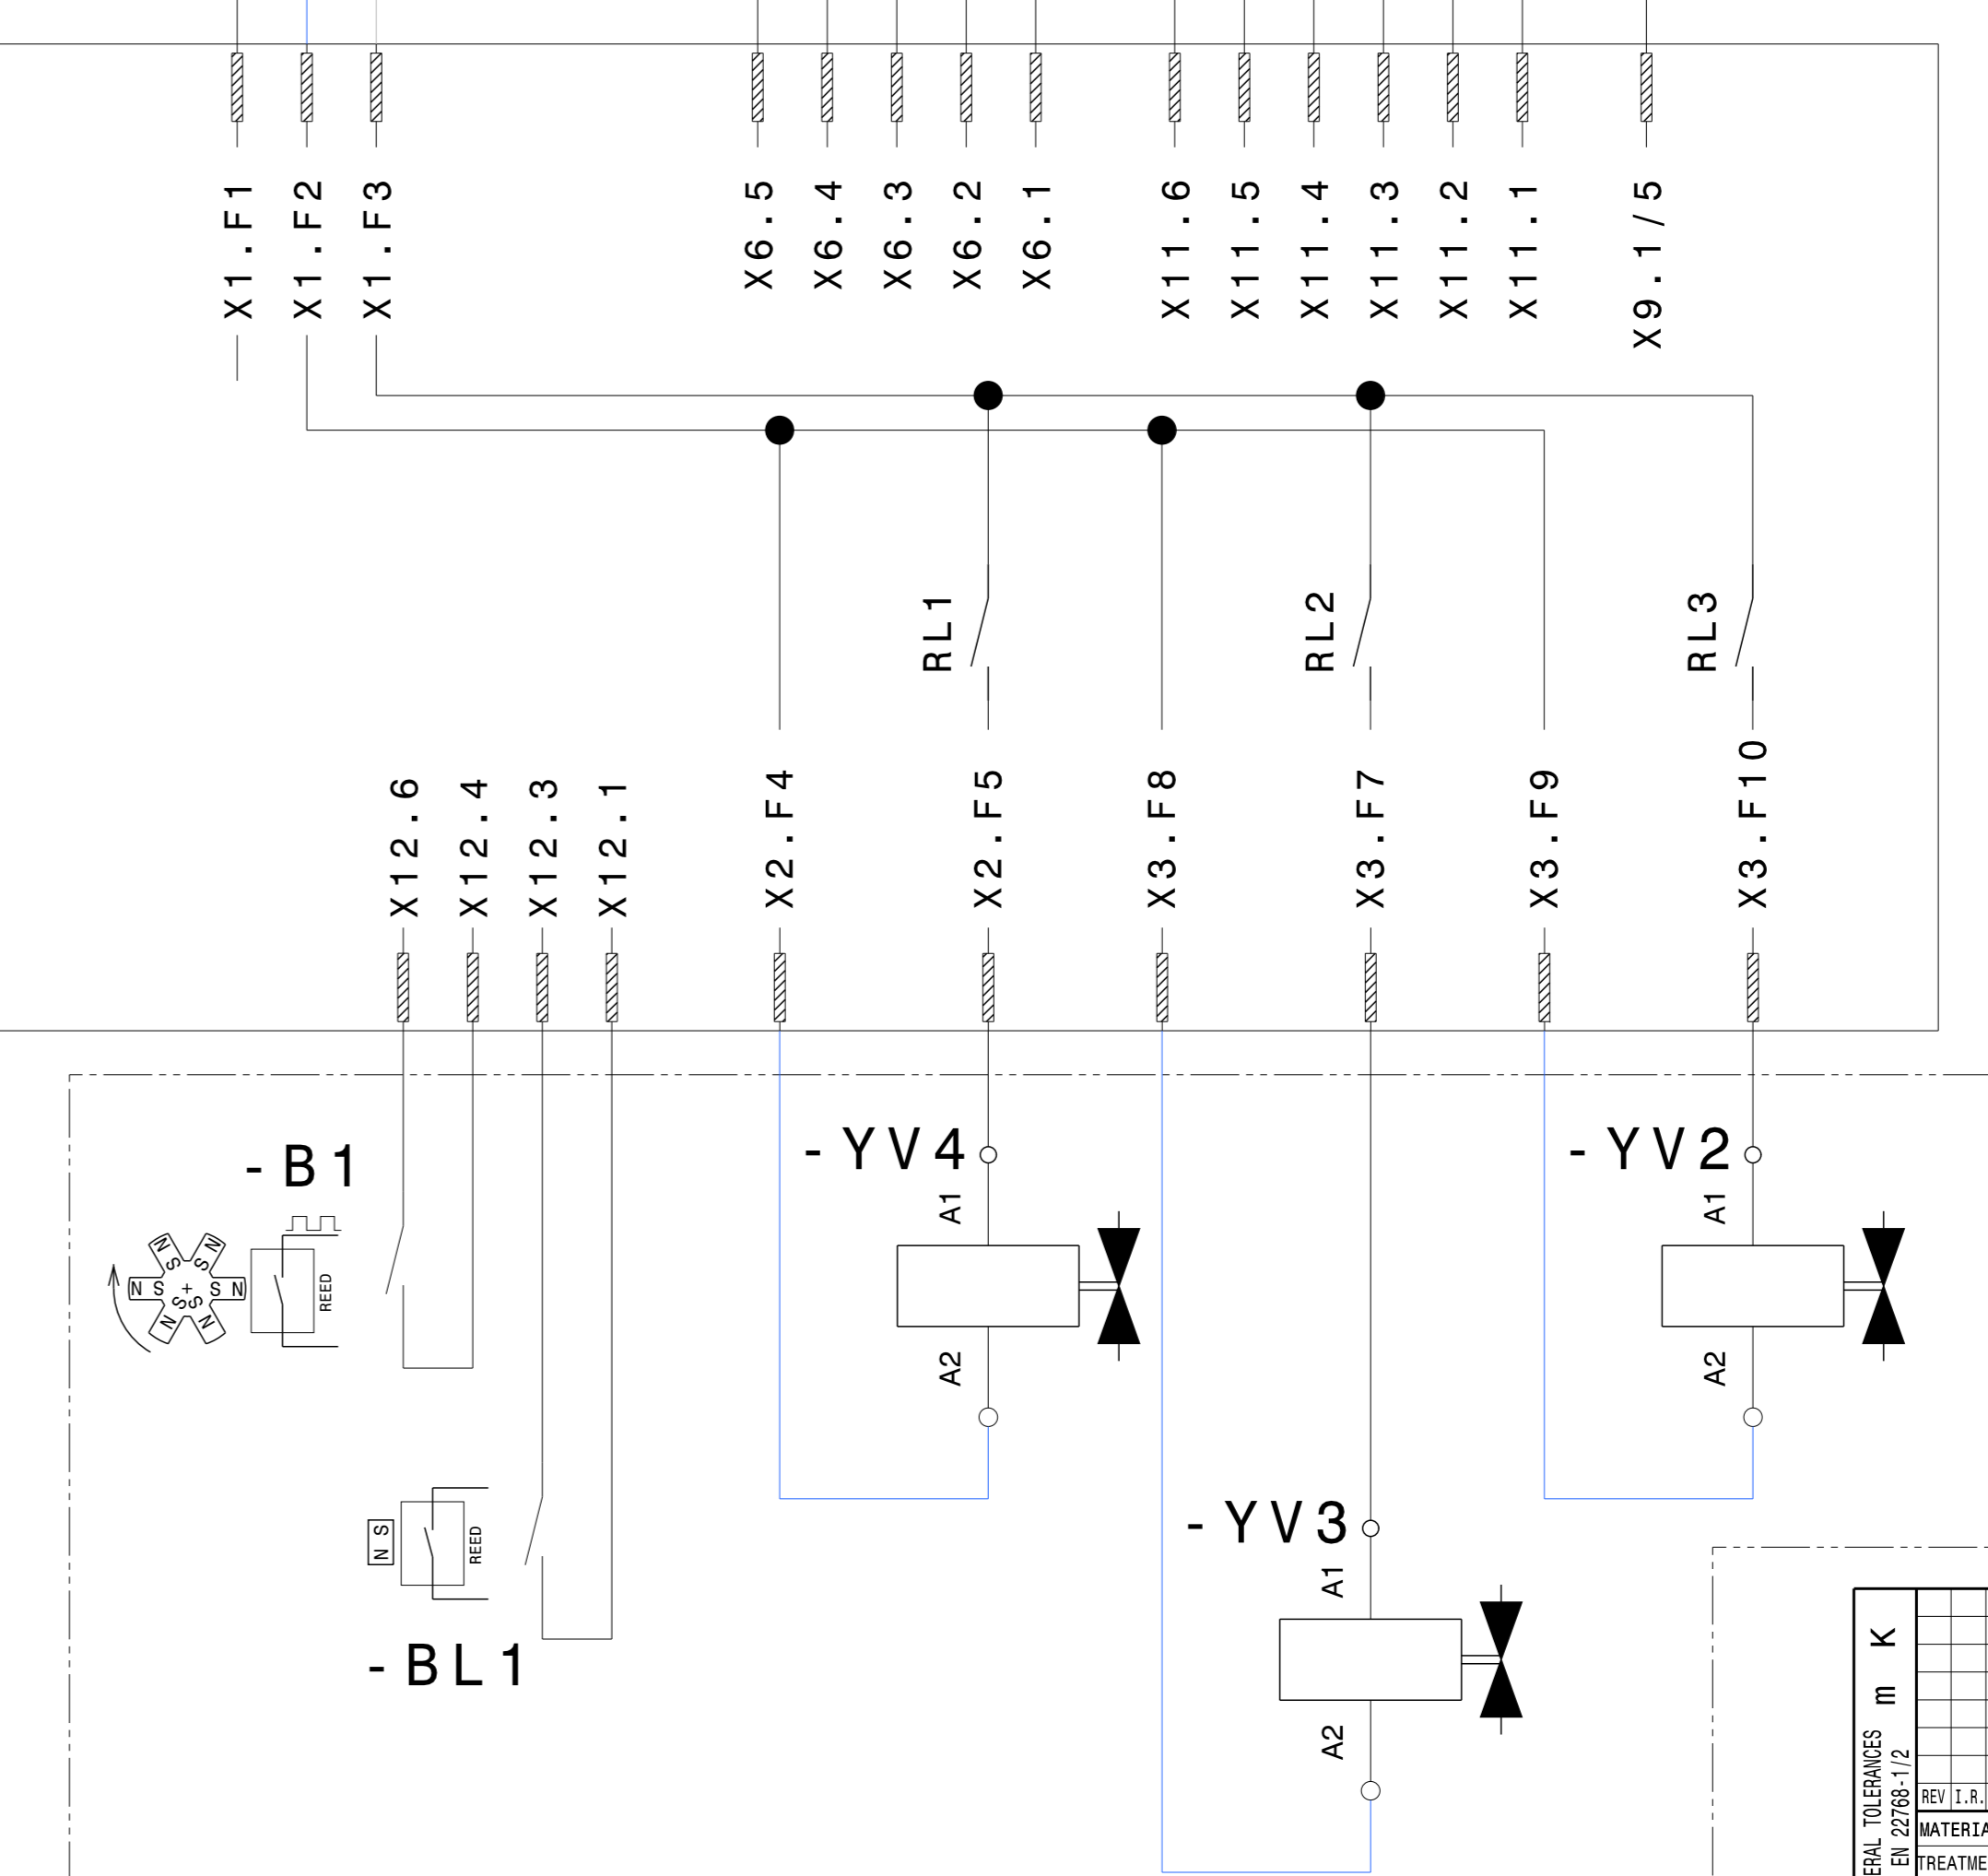 X1.F1
X1.F2
X1.F3
X6.5
X6.4
X6.3
X6.2
X6.1
X11.6
X11.5
X11.4
X11.3
X11.2
X11.1
X9.1/5
RL1
RL2
RL3
X12.6
X12.4
X12.3
X12.1
X2.F4
X2.F5
X3.F8
X3.F7
X3.F9
X3.F10
-B1
N S
N S
N S
S N
S N
S N
REED
-YV4
A1
A2
-YV2
A1
A2
N S
REED
-BL1
-YV3
A1
A2
m K
ERAL TOLERANCES
EN 22768-1/2
REV I.R.
MATERIA
TREATME